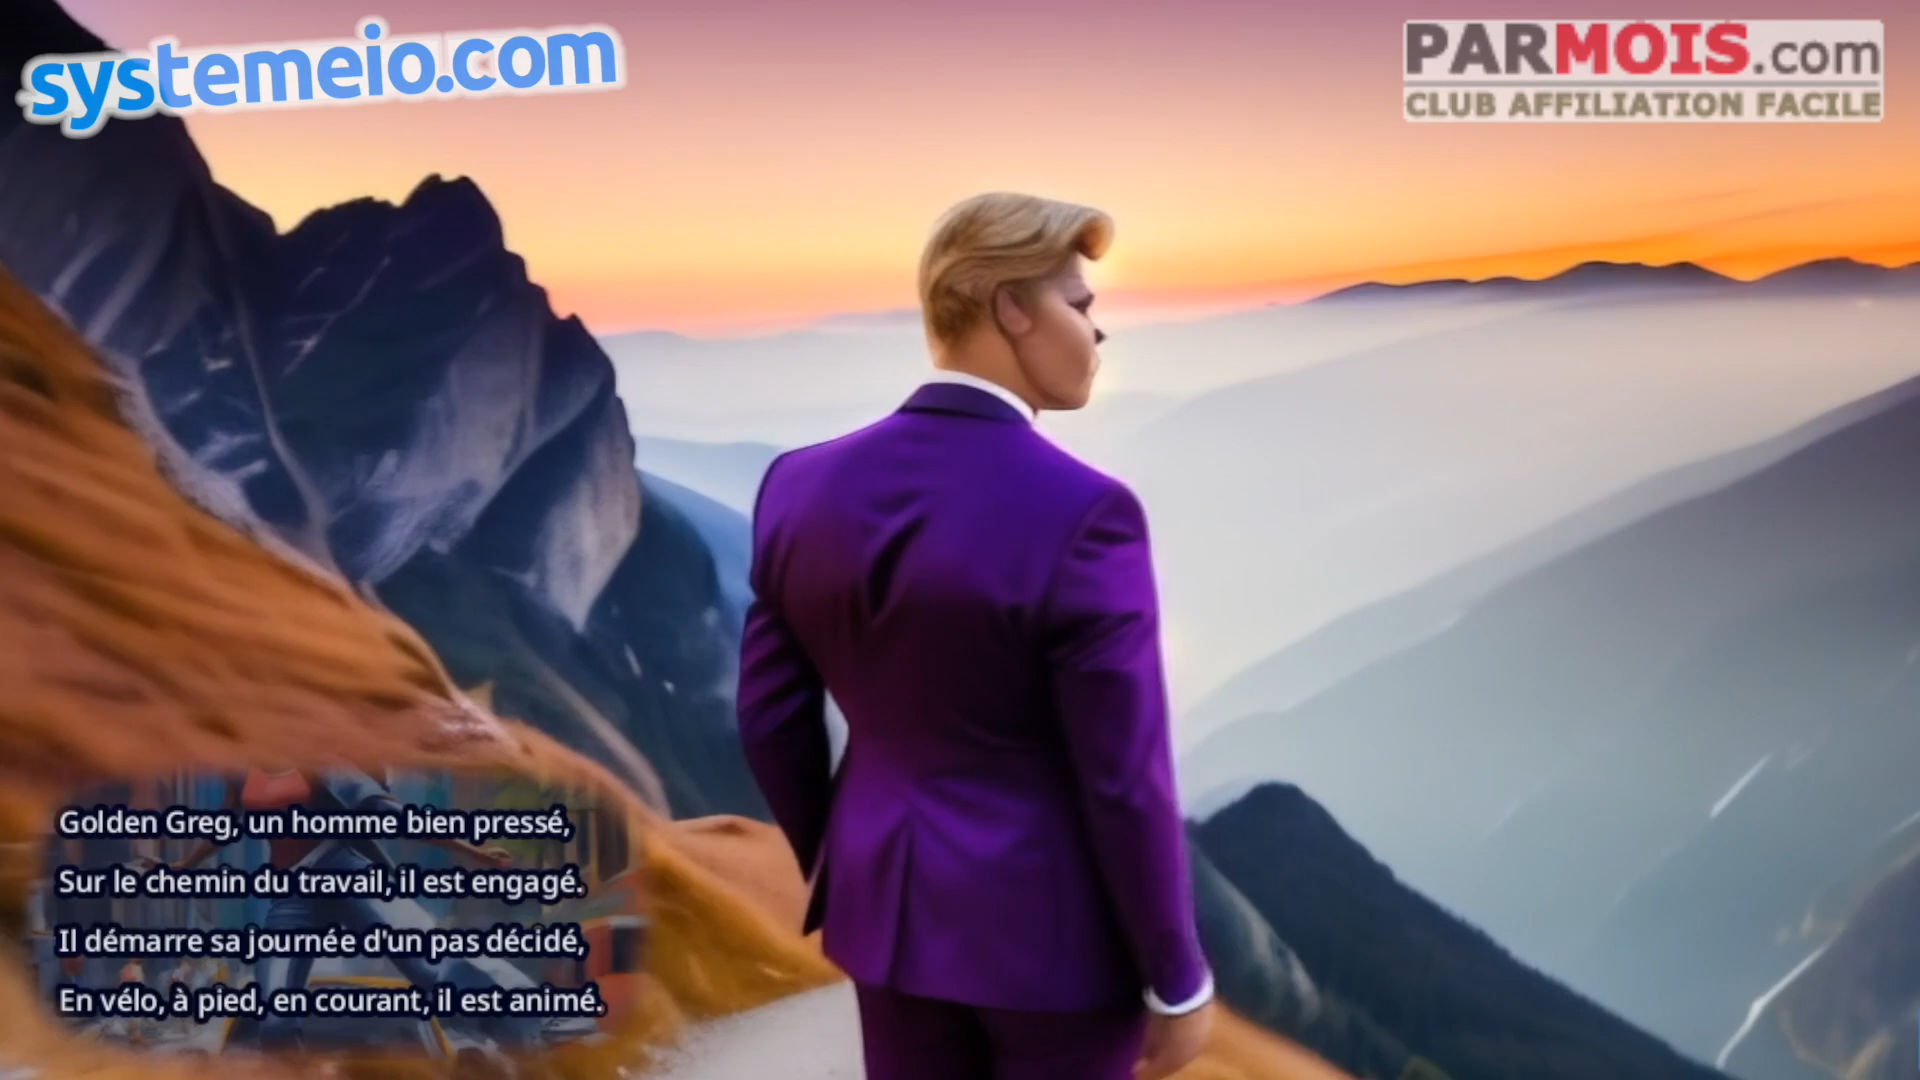 systemeio.com
PARMOIS.com
CLUB AFFILIATION FACILE
Golden Greg, un homme bien pressé,
Sur le chemin du travail, il est engagé.
Il démarre sa journée d'un pas décidé,
En vélo, à pied, en courant, il est animé.